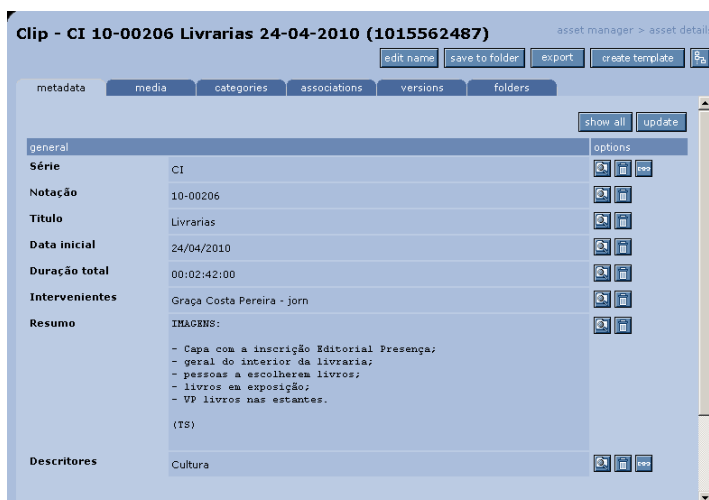 Clip - CI 10-00206 Livrarias 24-04-2010 (1015562487)
asset manager > asset details
edit name
save to folder
export
create template
metadata
media
categories
associations
versions
folders
show all
update
general
options
Série
CI
Notação
10-00206
Titulo
Livrarias
Data inicial
24/04/2010
Duração total
00:02:42:00
Intervenientes
Graça Costa Pereira - jorn
Resumo
IMAGENS:
- Capa com a inscrição Editorial Presença;
- geral do interior da livraria;
- pessoas a escolherem livros;
- livros em exposição;
- VP livros nas estantes.
(TS)
Descritores
Cultura